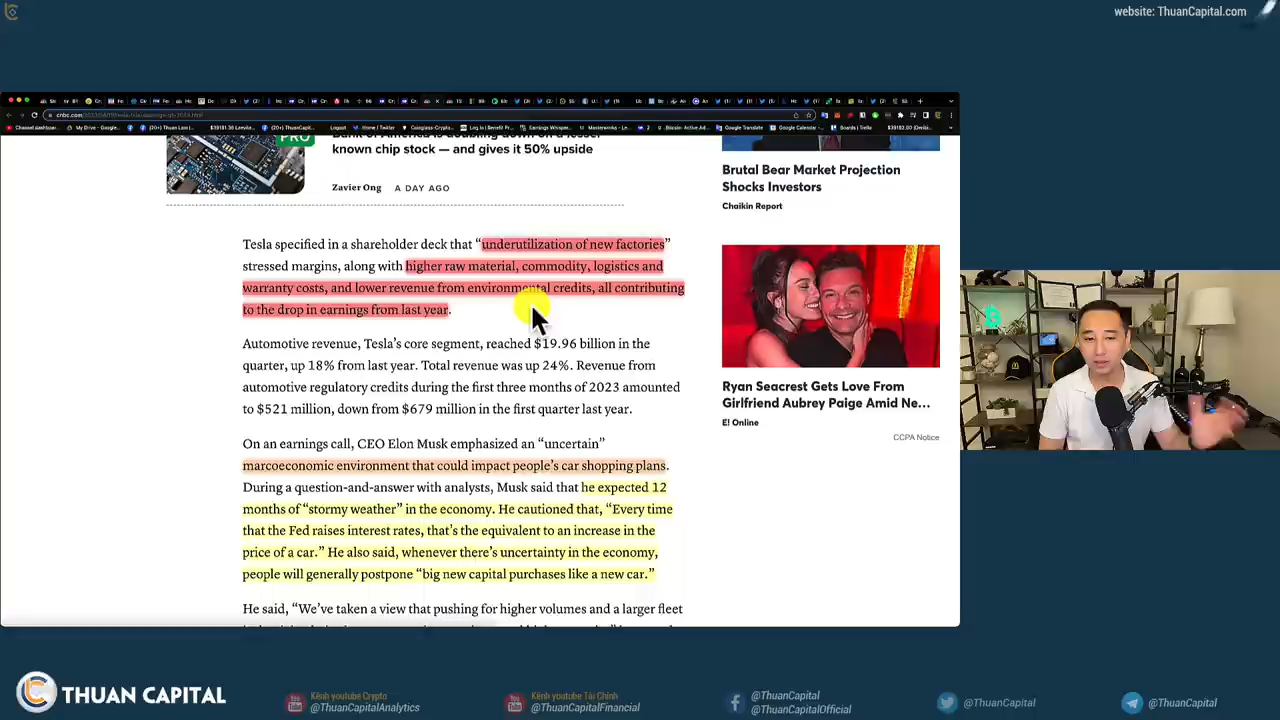 website: ThuanCapital.com
PRO
known chip stock — and gives it 50% upside
Zavier Ong A DAY AGO
Tesla specified in a shareholder deck that “underutilization of new factories”
stressed margins, along with higher raw material, commodity, logistics and
warranty costs, and lower revenue from environmental credits, all contributing
to the drop in earnings from last year.
Automotive revenue, Tesla’s core segment, reached $19.96 billion in the
quarter, up 18% from last year. Total revenue was up 24%. Revenue from
automotive regulatory credits during the first three months of 2023 amounted
to $521 million, down from $679 million in the first quarter last year.
On an earnings call, CEO Elon Musk emphasized an “uncertain”
marcoeconomic environment that could impact people’s car shopping plans.
During a question-and-answer with analysts, Musk said that he expected 12
months of “stormy weather” in the economy. He cautioned that, “Every time
that the Fed raises interest rates, that’s the equivalent to an increase in the
price of a car.” He also said, whenever there’s uncertainty in the economy,
people will generally postpone “big new capital purchases like a new car.”
He said, “We’ve taken a view that pushing for higher volumes and a larger fleet
Brutal Bear Market Projection
Shocks Investors
Chaikin Report
Ryan Seacrest Gets Love From
Girlfriend Aubrey Paige Amid Ne...
E! Online
CCPA Notice
THUAN CAPITAL
Kênh youtube Crypto
@ThuanCapitalAnalytics
Kênh youtube Tài Chính
@ThuanCapitalFinancial
@ThuanCapital
@ThuanCapitalOfficial
@ThuanCapital
@ThuanCapital